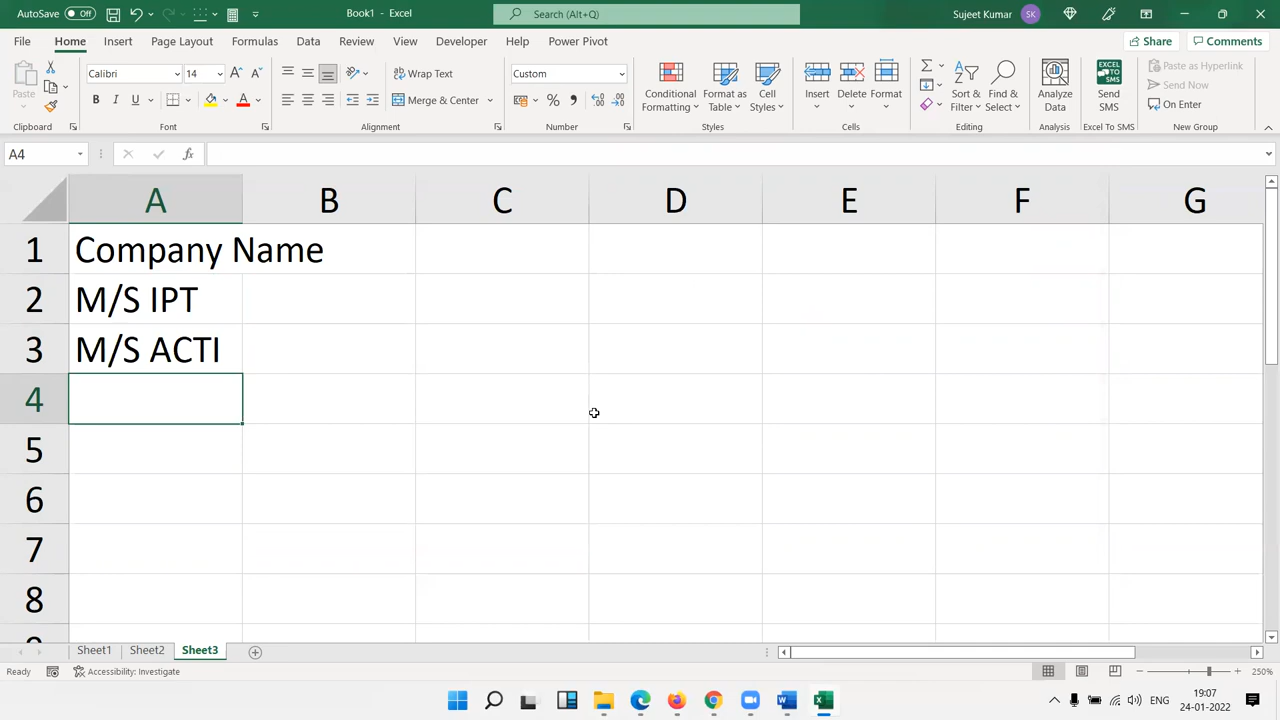 AutoSave Off Book1 - Excel Search (Alt+Q) Sujeet Kumar SK
File Home Insert Page Layout Formulas Data Review View Developer Help Power Pivot Share Comments
Paste Calibri 14 Wrap Text Custom Conditional Formatting Format as Table Cell Styles Insert Delete Format Sort & Filter Find & Select Analyze Data Send SMS Paste as Hyperlink
B I U A Merge & Center % , Send Now
On Enter
Clipboard Font Alignment Number Styles Cells Editing Analysis Excel To SMS New Group
A4 fx
A B C D E F G
1 Company Name
2 M/S IPT
3 M/S ACTI
4
5
6
7
8
Sheet1 Sheet2 Sheet3
Ready Accessibility: Investigate 250%
ENG 19:07
24-01-2022